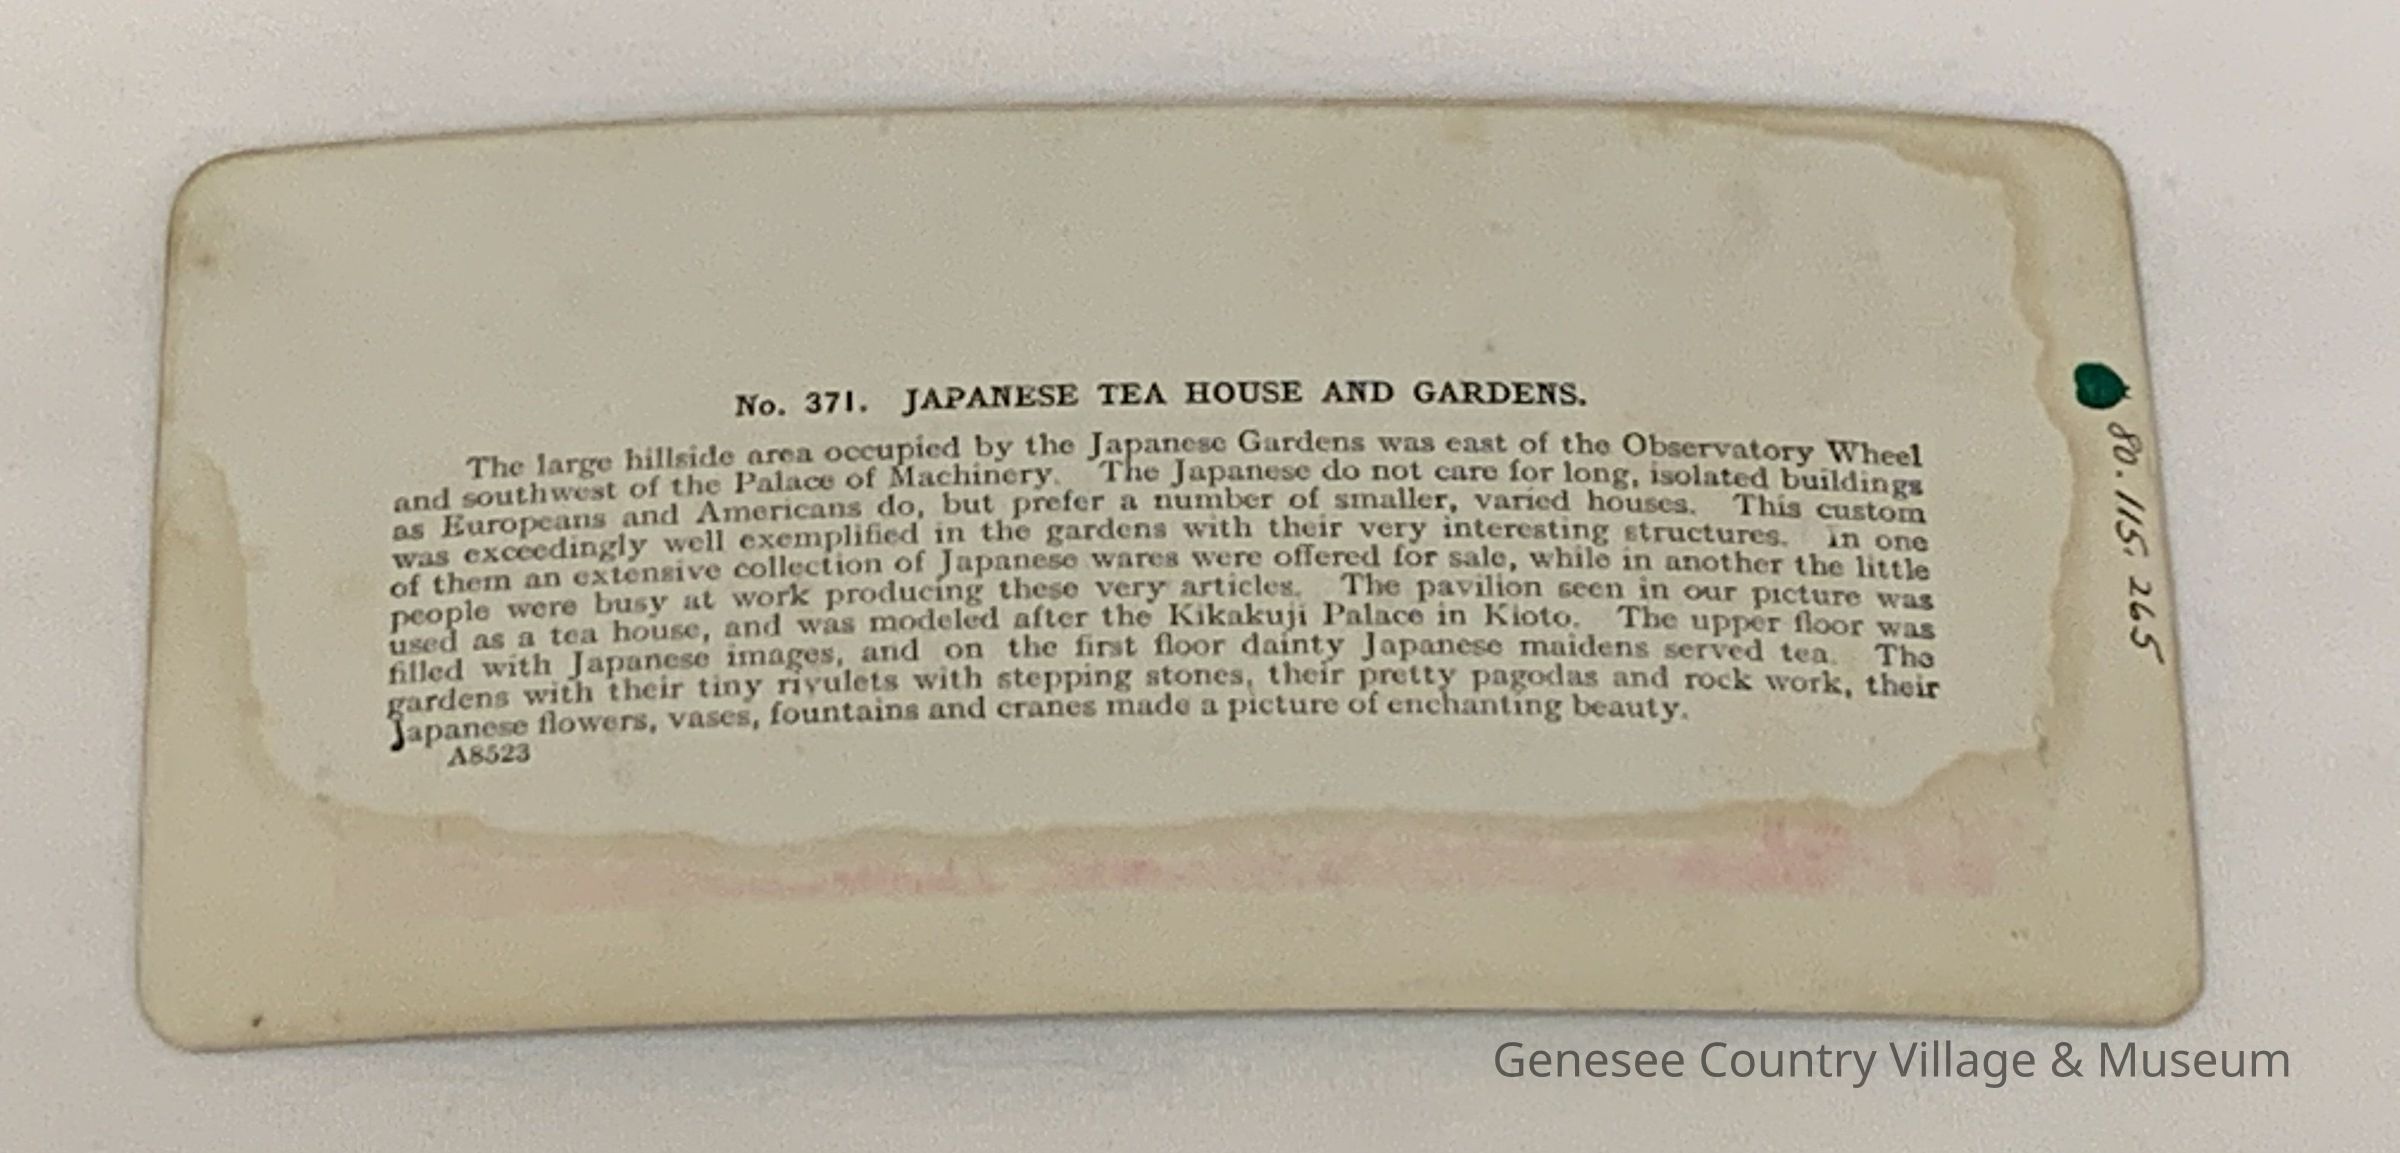 No. 371. JAPANESE TEA HOUSE AND GARDENS.
The large hillside area occupied by the Japanese Gardens was east of the Observatory Wheel
and southwest of the Palace of Machinery. The Japanese do not care for long, isolated buildings
as Europeans and Americans do, but prefer a number of smaller, varied houses. This custom
was exceedingly well exemplified in the gardens with their very interesting structures. In one
of them an extensive collection of Japanese wares were offered for sale, while in another the little
people were busy at work producing these very articles. The pavilion seen in our picture was
used as a tea house, and was modeled after the Kikakuji Palace in Kioto. The upper floor was
filled with Japanese images, and on the first floor dainty Japanese maidens served tea. The
gardens with their tiny rivulets with stepping stones, their pretty pagodas and rock work, their
Japanese flowers, vases, fountains and cranes made a picture of enchanting beauty.
A8523
80.115.265
Genesee Country Village & Museum